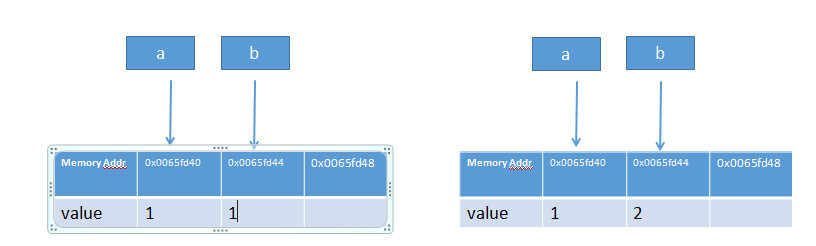 a b
Memory Addr 0x0065fd40 0x0065fd44 0x0065fd48
value 1 1
a b
Memory Addr 0x0065fd40 0x0065fd44 0x0065fd48
value 1 2